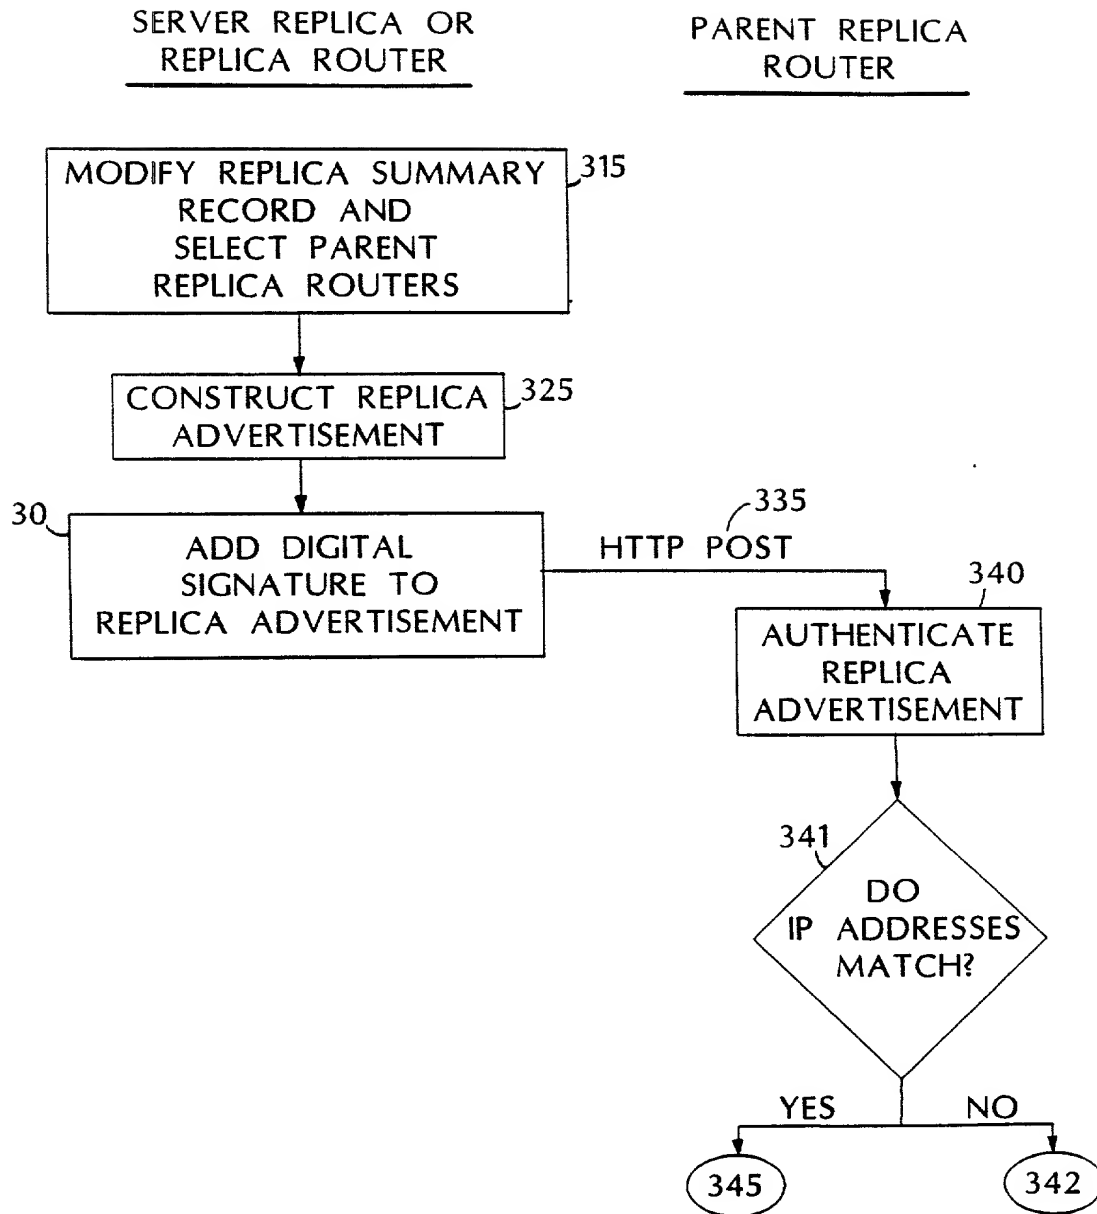 SERVER REPLICA OR
REPLICA ROUTER
PARENT REPLICA
ROUTER
315
MODIFY REPLICA SUMMARY
RECORD AND
SELECT PARENT
REPLICA ROUTERS
325
CONSTRUCT REPLICA
ADVERTISEMENT
30
ADD DIGITAL
SIGNATURE TO
REPLICA ADVERTISEMENT
335
HTTP POST
340
AUTHENTICATE
REPLICA
ADVERTISEMENT
341
DO
IP ADDRESSES
MATCH?
YES
NO
345
342